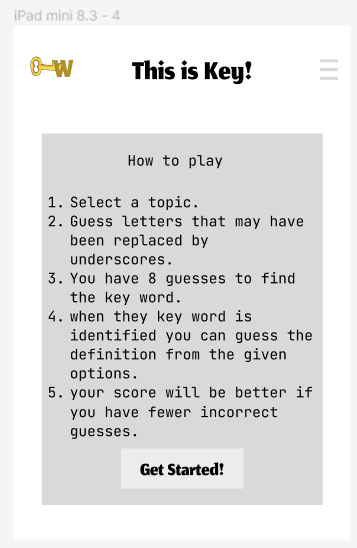 iPad mini 8.3 - 4
W
This is Key!
How to play
1. Select a topic.
2. Guess letters that may have
been replaced by
underscores.
3. You have 8 guesses to find
the key word.
4. when they key word is
identified you can guess the
definition from the given
options.
5. your score will be better if
you have fewer incorrect
guesses.
Get Started!